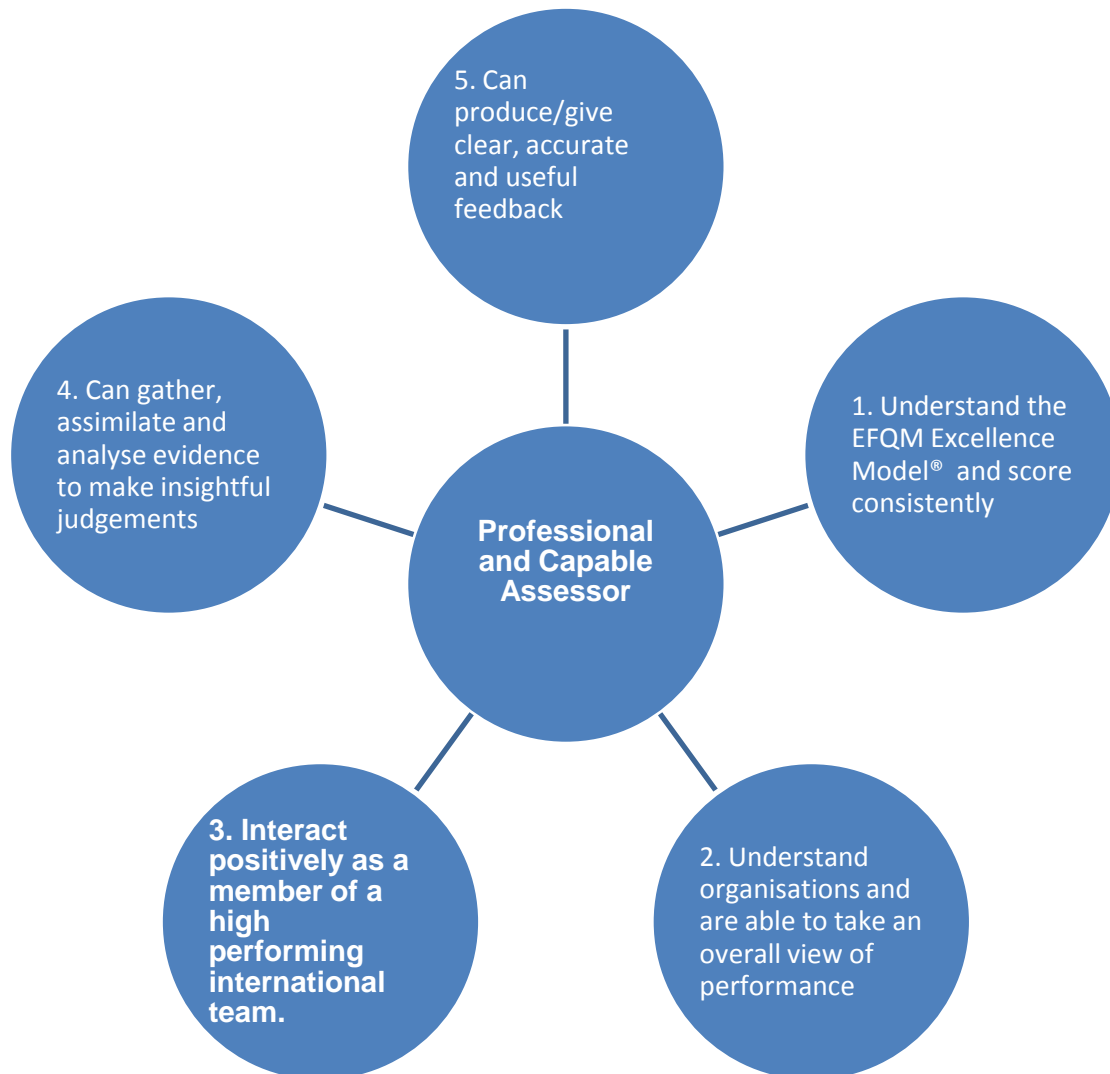 5. Can
produce/give
clear, accurate
and useful
feedback
4. Can gather,
assimilate and
analyse evidence
to make insightful
judgements
1. Understand the
EFQM Excellence
Model® and score
consistently
Professional
and Capable
Assessor
3. Interact
positively as a
member of a
high
performing
international
team.
2. Understand
organisations and
are able to take an
overall view of
performance